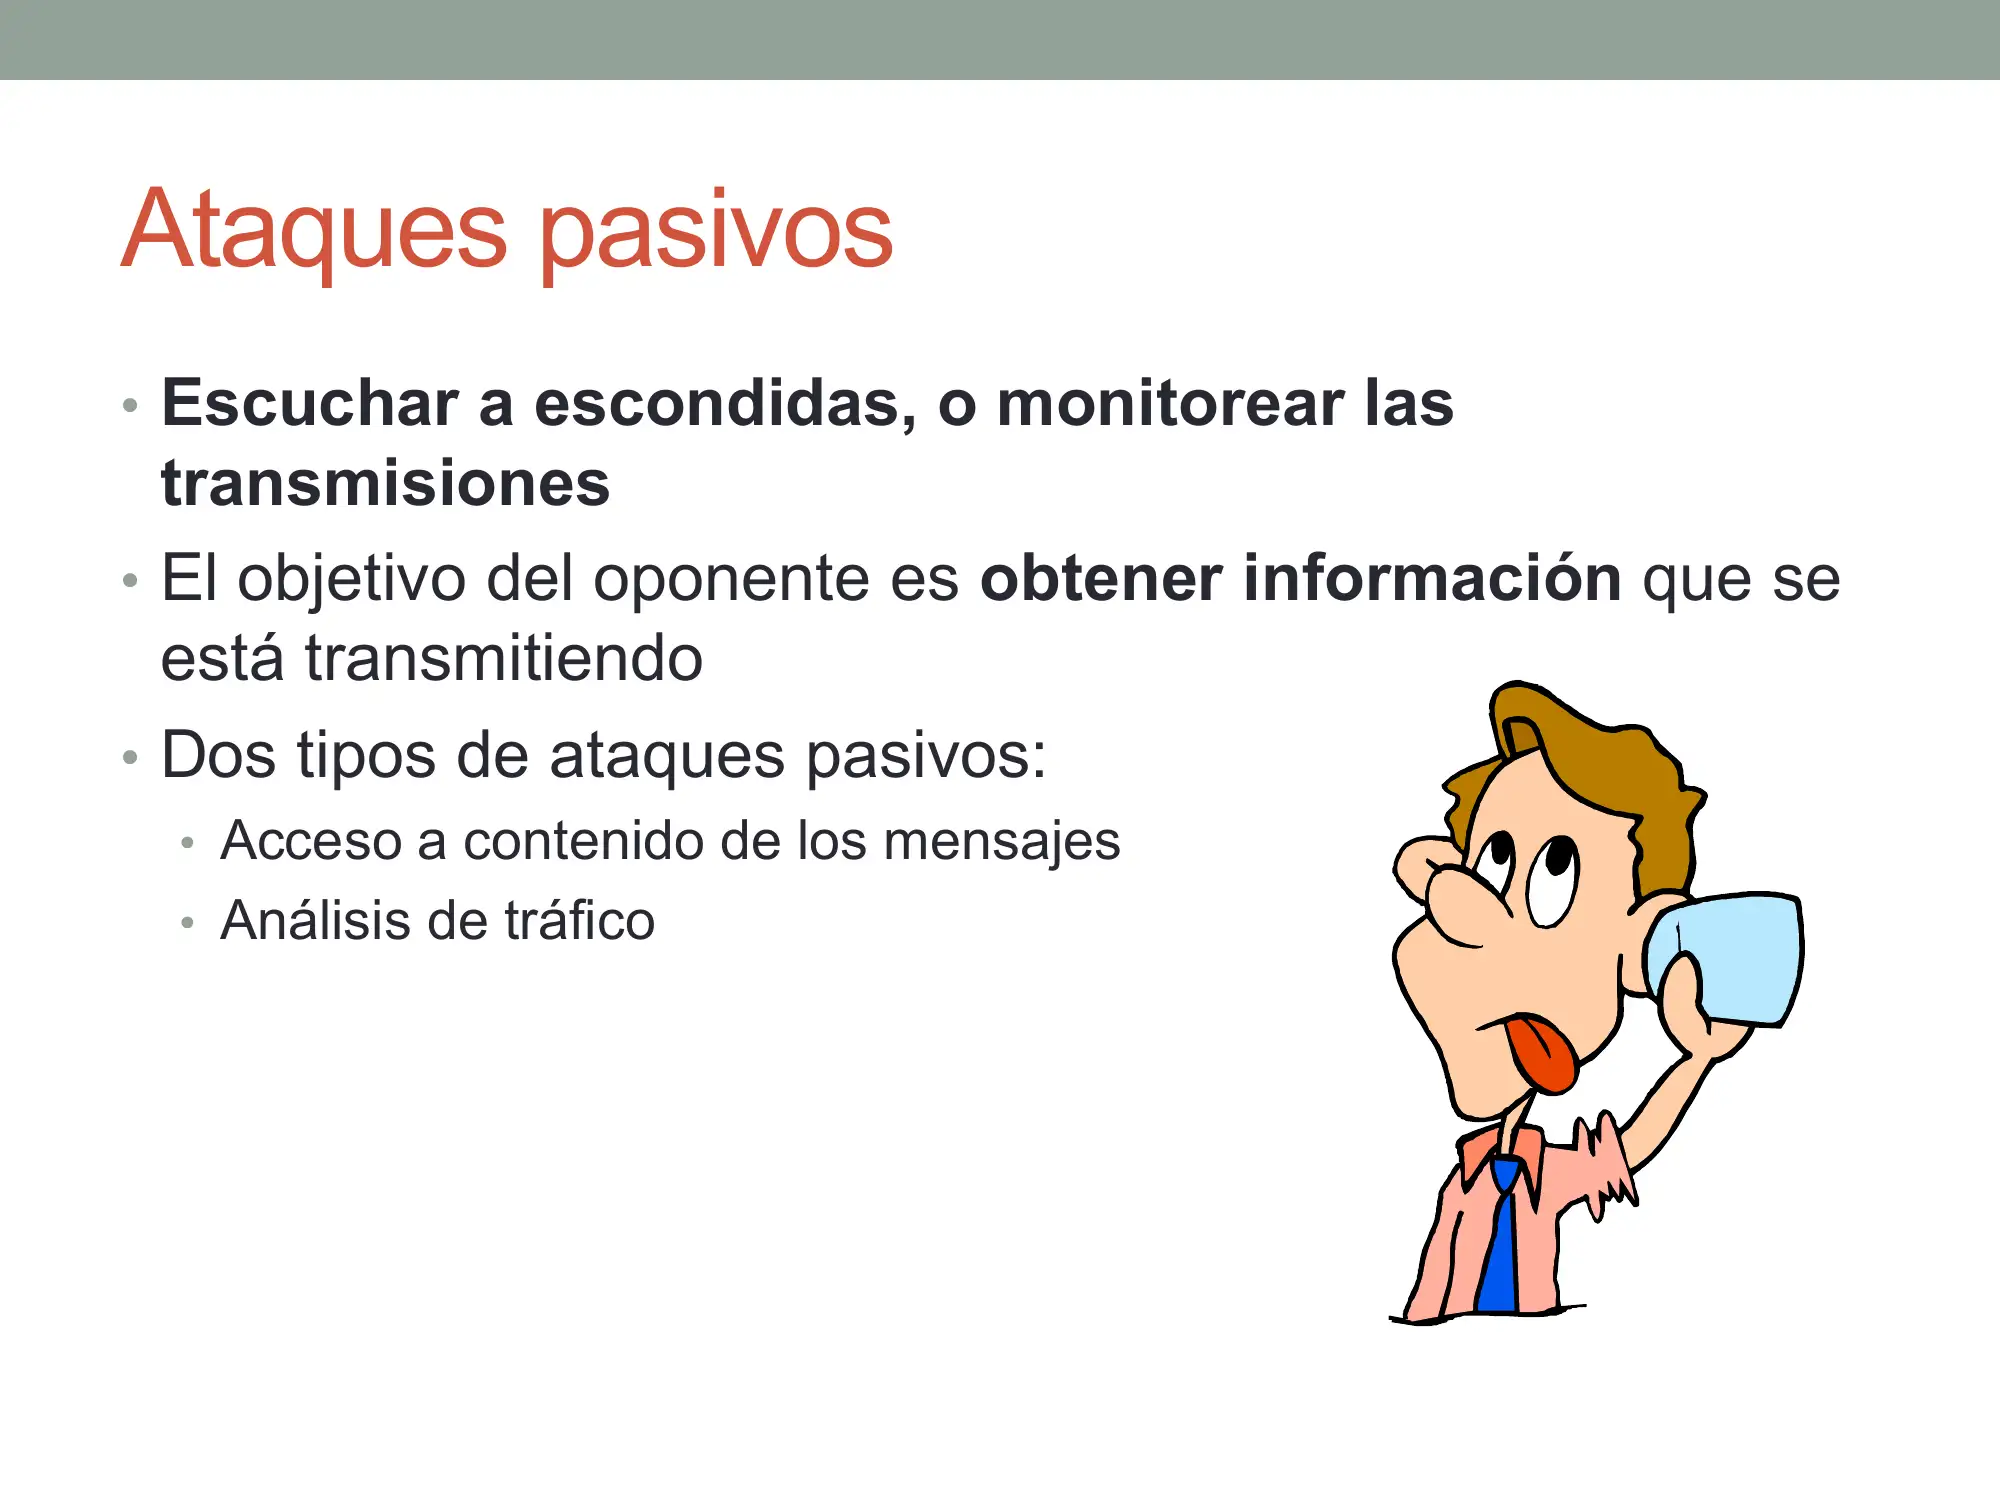 Ataques pasivos
• Escuchar a escondidas, o monitorear las
transmisiones
• El objetivo del oponente es obtener información que se
está transmitiendo
• Dos tipos de ataques pasivos:
• Acceso a contenido de los mensajes
• Análisis de tráfico